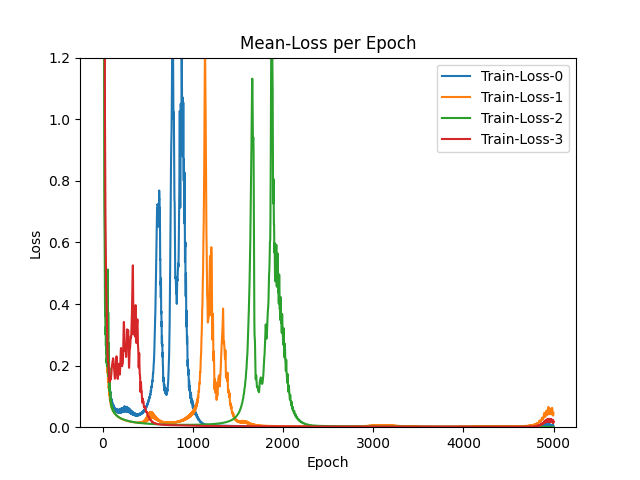 Mean-Loss per Epoch
1.2
1.0
0.8
0.6
0.4
0.2
0.0
Loss
Train-Loss-0
Train-Loss-1
Train-Loss-2
Train-Loss-3
0 1000 2000 3000 4000 5000
Epoch